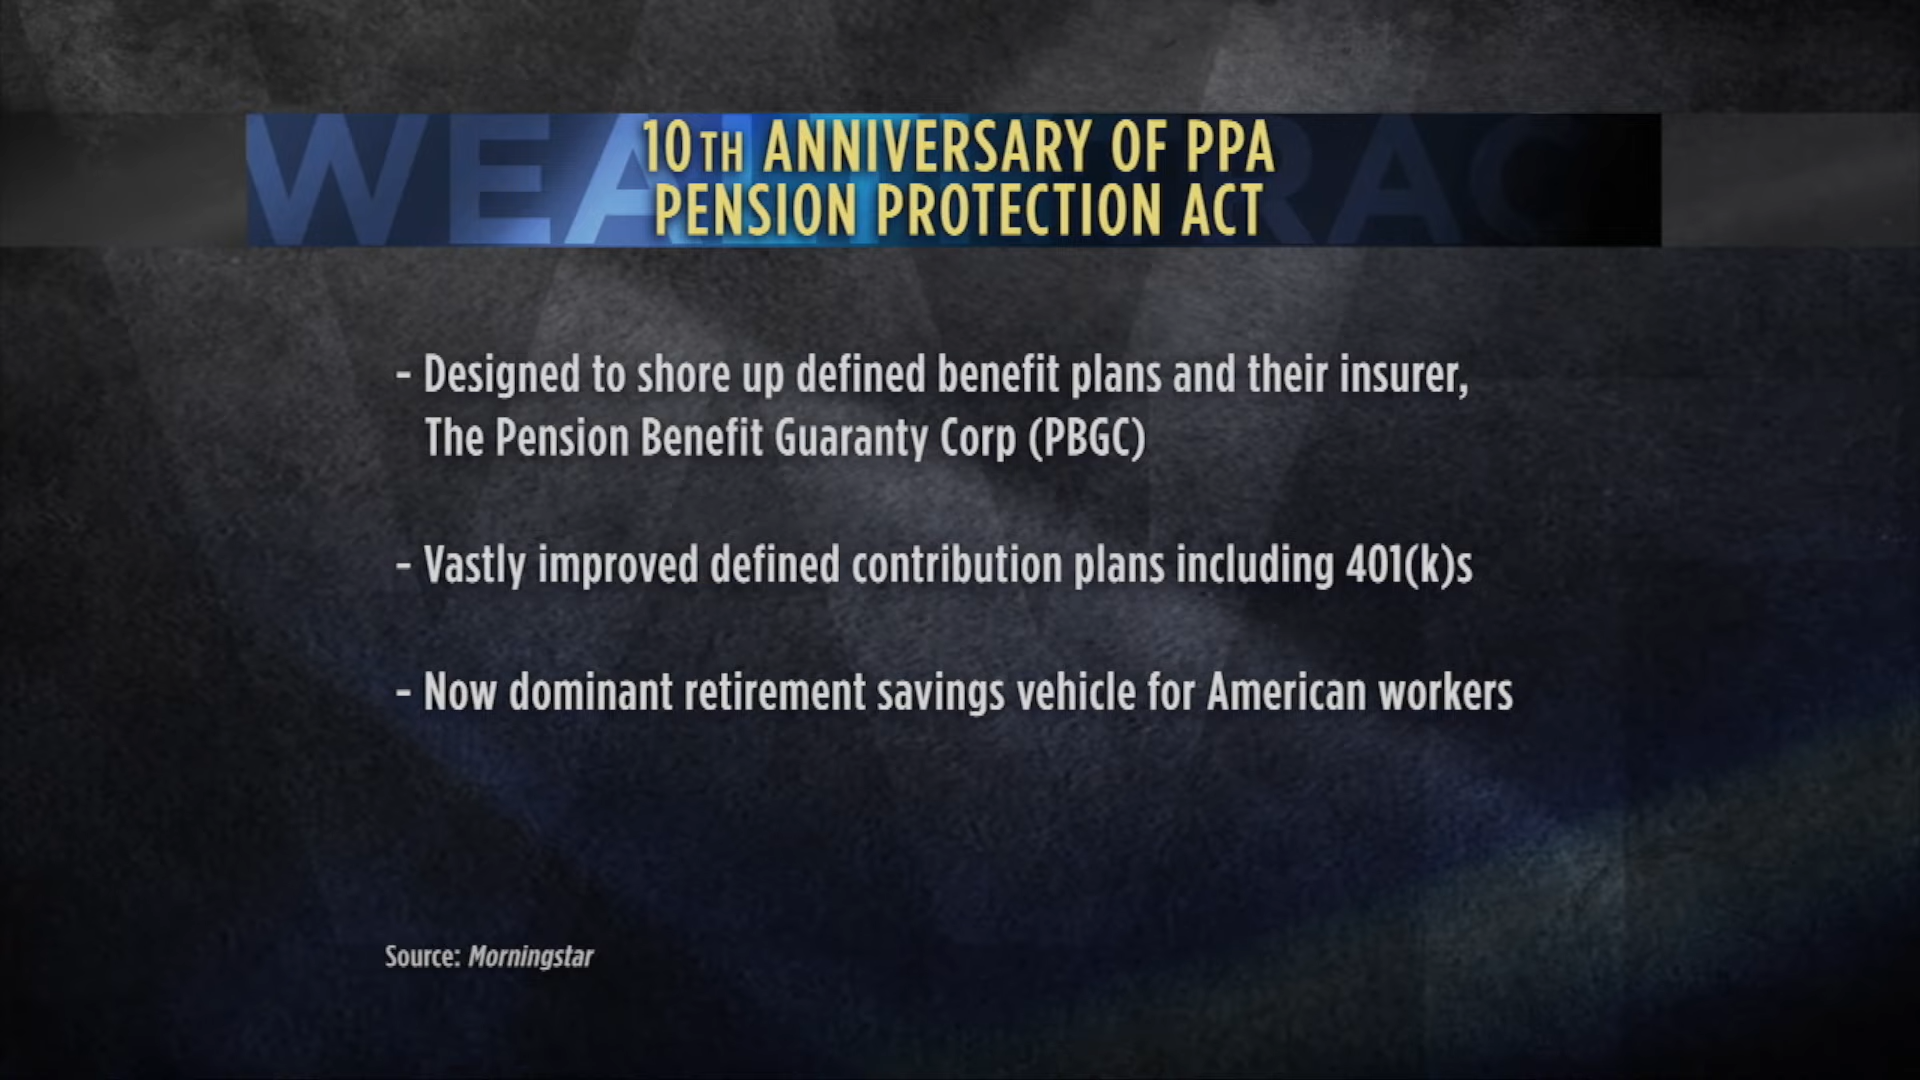 10TH ANNIVERSARY OF PPA
PENSION PROTECTION ACT
- Designed to shore up defined benefit plans and their insurer,
The Pension Benefit Guaranty Corp (PBGC)
- Vastly improved defined contribution plans including 401(k)s
- Now dominant retirement savings vehicle for American workers
Source: Morningstar